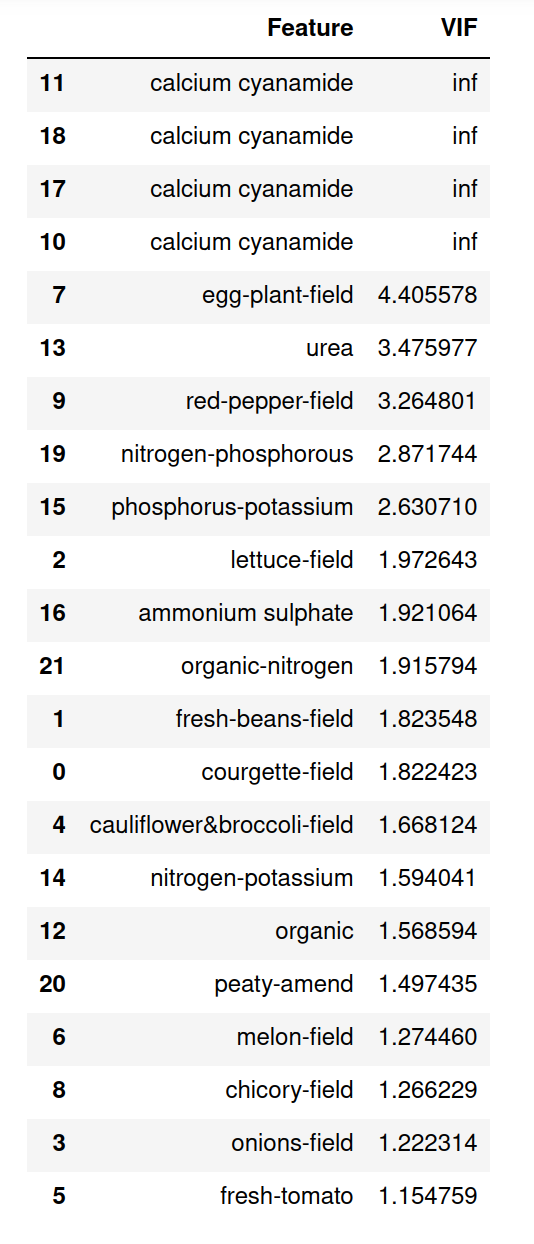 Feature VIF
11 calcium cyanamide inf
18 calcium cyanamide inf
17 calcium cyanamide inf
10 calcium cyanamide inf
7 egg-plant-field 4.405578
13 urea 3.475977
9 red-pepper-field 3.264801
19 nitrogen-phosphorous 2.871744
15 phosphorus-potassium 2.630710
2 lettuce-field 1.972643
16 ammonium sulphate 1.921064
21 organic-nitrogen 1.915794
1 fresh-beans-field 1.823548
0 courgette-field 1.822423
4 cauliflower&broccoli-field 1.668124
14 nitrogen-potassium 1.594041
12 organic 1.568594
20 peaty-amend 1.497435
6 melon-field 1.274460
8 chicory-field 1.266229
3 onions-field 1.222314
5 fresh-tomato 1.154759